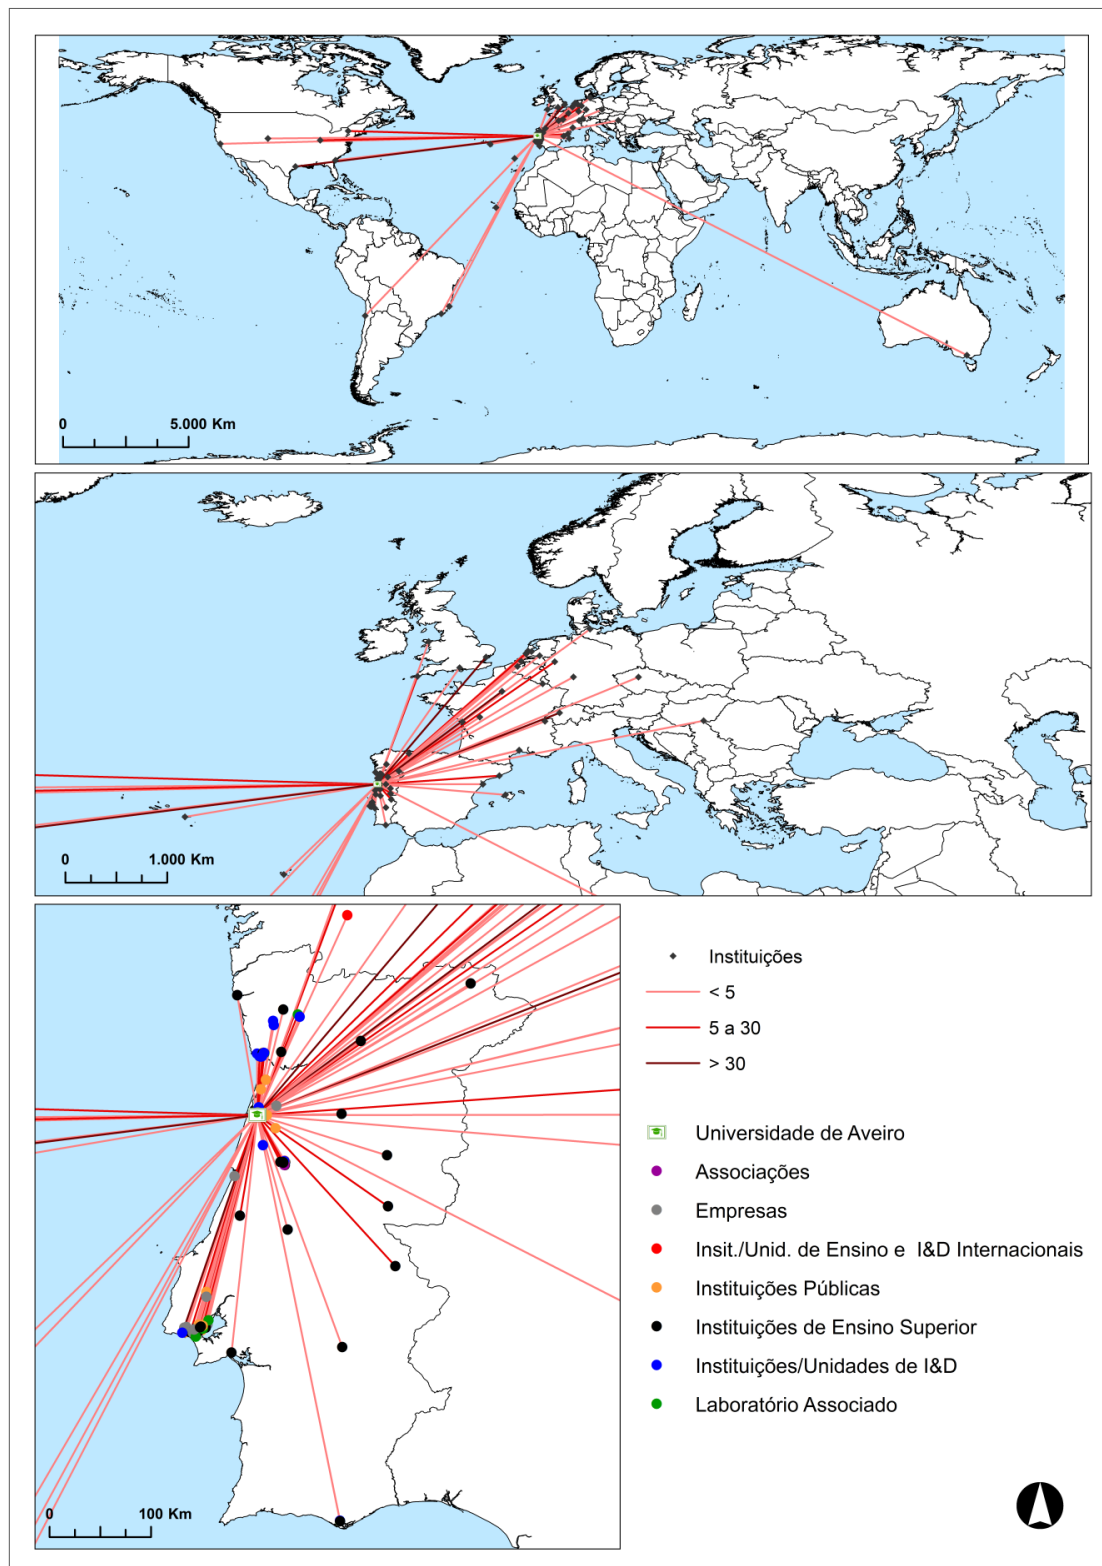 0
5.000 Km
0
1.000 Km
0
100 Km
Instituições
< 5
5 a 30
> 30
Universidade de Aveiro
Associações
Empresas
Insit./Unid. de Ensino e I&D Internacionais
Instituições Públicas
Instituições de Ensino Superior
Instituições/Unidades de I&D
Laboratório Associado